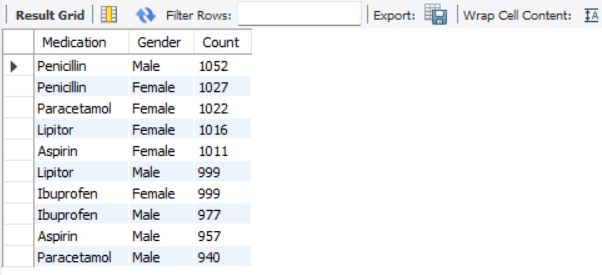 Result Grid Filter Rows: Export: Wrap Cell Content: IA
Medication Gender Count
Penicillin Male 1052
Penicillin Female 1027
Paracetamol Female 1022
Lipitor Female 1016
Aspirin Female 1011
Lipitor Male 999
Ibuprofen Female 999
Ibuprofen Male 977
Aspirin Male 957
Paracetamol Male 940